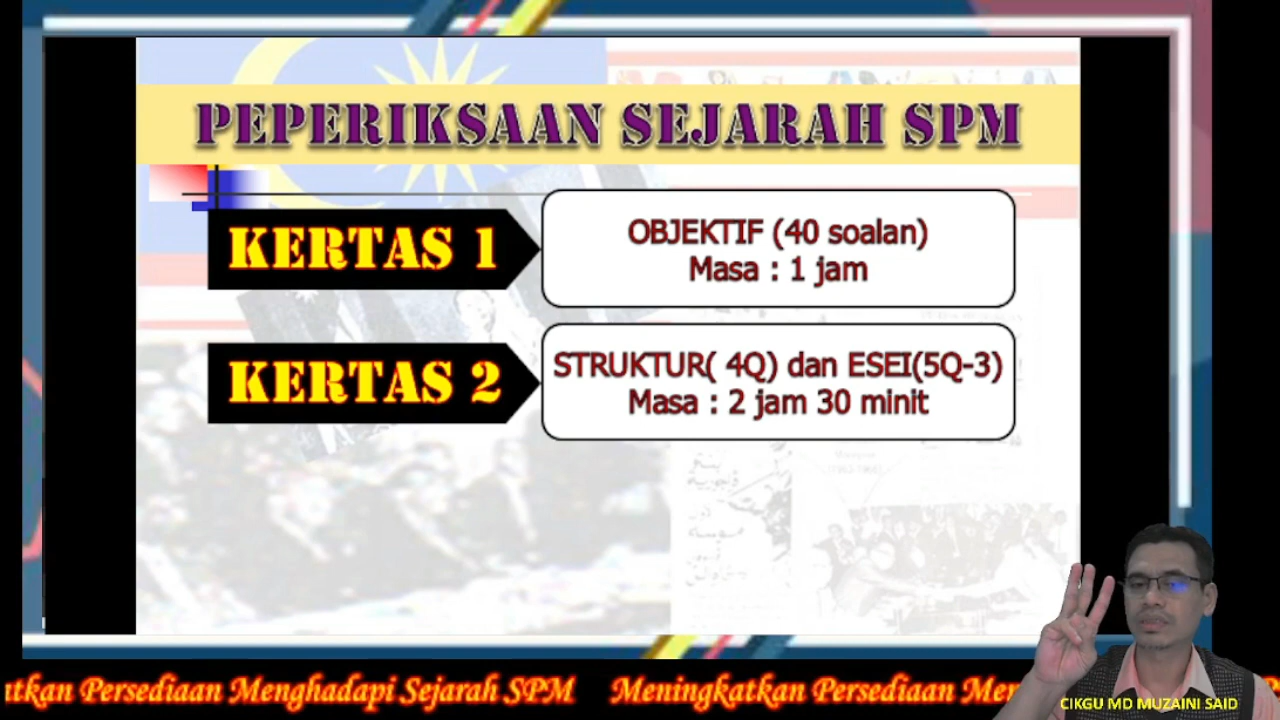 PEPERIKSAAN SEJARAH SPM
KERTAS 1
OBJEKTIF (40 soalan)
Masa : 1 jam
KERTAS 2
STRUKTUR( 4Q) dan ESEI(5Q-3)
Masa : 2 jam 30 minit
Persediaan Menghadapi Sejarah SPM Meningkatkan Persediaan
CIKGU MD MUZAINI SAID